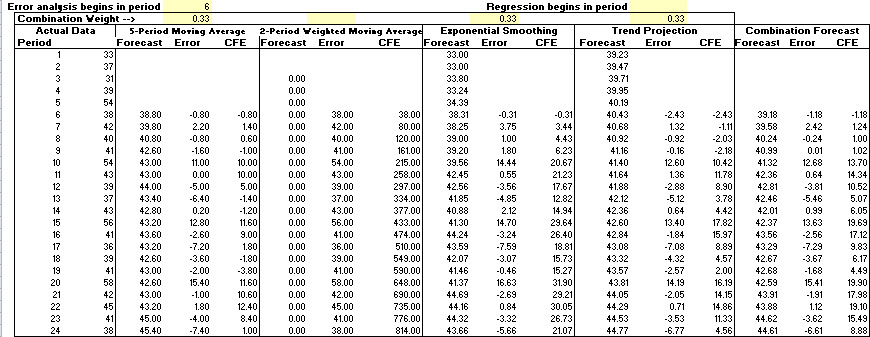 Error analysis begins in period 6 Regression begins in period
Combination Weight --> 0.33 0.33 0.33
Actual Data 5-Period Moving Average 2-Period Weighted Moving Average Exponential Smoothing Trend Projection Combination Forecast
Period Forecast Error CFE Forecast Error CFE Forecast Error CFE Forecast Error CFE Forecast Error CFE
1 33 33.00 39.23
2 37 33.00 39.47
3 31 0.00 33.80 39.71
4 39 0.00 33.24 39.95
5 54 0.00 34.39 40.19
6 38 38.80 -0.80 -0.80 0.00 38.00 38.00 38.31 -0.31 -0.31 40.43 -2.43 -2.43 39.18 -1.18 -1.18
7 42 39.80 2.20 1.40 0.00 42.00 80.00 38.25 3.75 3.44 40.68 1.32 -1.11 39.58 2.42 1.24
8 40 40.80 -0.80 0.60 0.00 40.00 120.00 39.00 1.00 4.43 40.92 -0.92 -2.03 40.24 -0.24 1.00
9 41 42.60 -1.60 -1.00 0.00 41.00 161.00 39.20 1.80 6.23 41.16 -0.16 -2.18 40.99 0.01 1.02
10 54 43.00 11.00 10.00 0.00 54.00 215.00 39.56 14.44 20.67 41.40 12.60 10.42 41.32 12.68 13.70
11 43 43.00 0.00 10.00 0.00 43.00 258.00 42.45 0.55 21.23 41.64 1.36 11.78 42.36 0.64 14.34
12 39 44.00 -5.00 5.00 0.00 39.00 297.00 42.56 -3.56 17.67 41.88 -2.88 8.90 42.81 -3.81 10.52
13 37 43.40 -6.40 -1.40 0.00 37.00 334.00 41.85 -4.85 12.82 42.12 -5.12 3.78 42.46 -5.46 5.07
14 43 42.80 0.20 -1.20 0.00 43.00 377.00 40.88 2.12 14.94 42.36 0.64 4.42 42.01 0.99 6.05
15 56 43.20 12.80 11.60 0.00 56.00 433.00 41.30 14.70 29.64 42.60 13.40 17.82 42.37 13.63 19.69
16 41 43.60 -2.60 9.00 0.00 41.00 474.00 44.24 -3.24 26.40 42.84 -1.84 15.97 43.56 -2.56 17.12
17 36 43.20 -7.20 1.80 0.00 36.00 510.00 43.59 -7.59 18.81 43.08 -7.08 8.89 43.29 -7.29 9.83
18 39 42.60 -3.60 -1.80 0.00 39.00 549.00 42.07 -3.07 15.73 43.32 -4.32 4.57 42.67 -3.67 6.17
19 41 43.00 -2.00 -3.80 0.00 41.00 590.00 41.46 -0.46 15.27 43.57 -2.57 2.00 42.68 -1.68 4.49
20 58 42.60 15.40 11.60 0.00 58.00 648.00 41.37 16.63 31.90 43.81 14.19 16.19 42.59 15.41 19.90
21 42 43.00 -1.00 10.60 0.00 42.00 690.00 44.69 -2.69 29.21 44.05 -2.05 14.15 43.91 -1.91 17.98
22 45 43.20 1.80 12.40 0.00 45.00 735.00 44.16 0.84 30.05 44.29 0.71 14.86 43.88 1.12 19.10
23 41 45.00 -4.00 8.40 0.00 41.00 776.00 44.32 -3.32 26.73 44.53 -3.53 11.33 44.62 -3.62 15.49
24 38 45.40 -7.40 1.00 0.00 38.00 814.00 43.66 -5.66 21.07 44.77 -6.77 4.56 44.61 -6.61 8.88